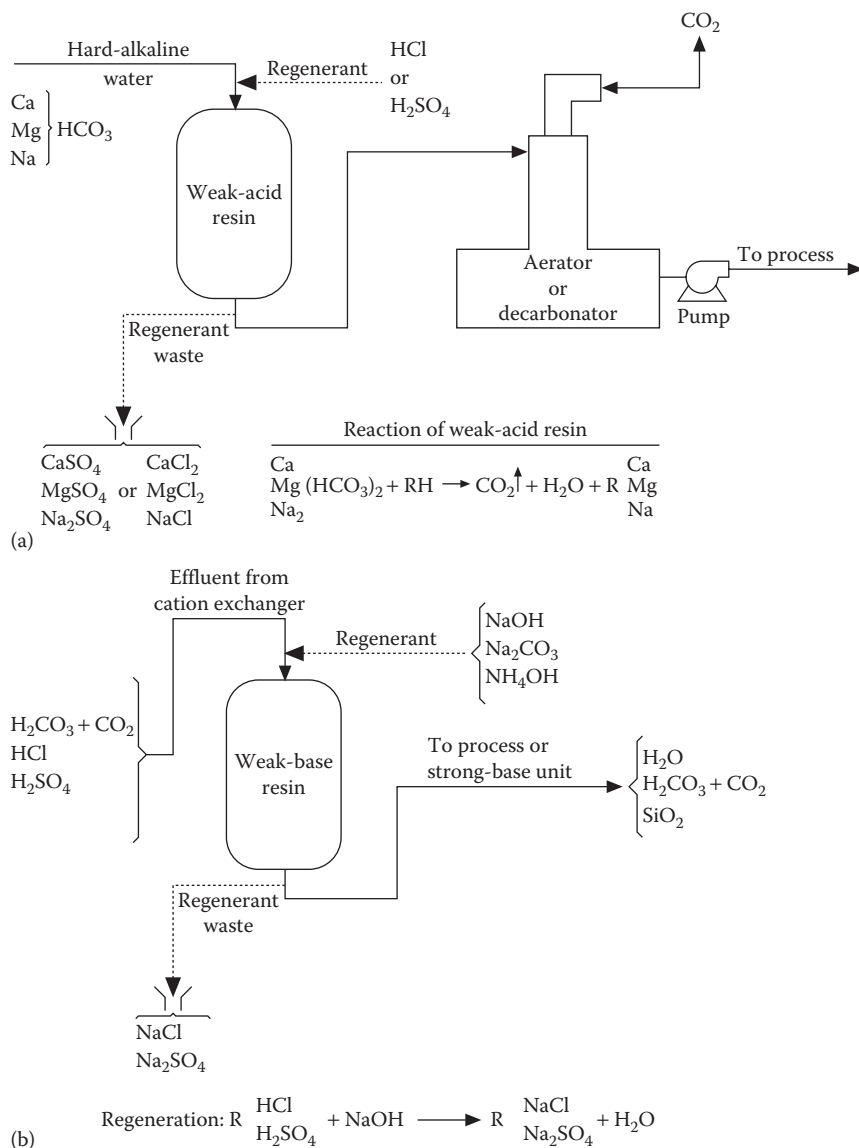 Hard-alkaline
water
Ca
Mg
Na
HCO3
Regenerant
HCl
or
H2SO4
Weak-acid
resin
CO2
Aerator
or
decarbonator
To process
Pump
Regenerant
waste
CaSO4
MgSO4
Na2SO4
or
CaCl2
MgCl2
NaCl
Reaction of weak-acid resin
Ca
Mg (HCO3)2 + RH → CO2↑ + H2O + R Mg
Na2
Ca
Na
(a)
Effluent from
cation exchanger
Regenerant
NaOH
Na2CO3
NH4OH
H2CO3 + CO2
HCl
H2SO4
Weak-base
resin
To process or
strong-base unit
H2O
H2CO3 + CO2
SiO2
Regenerant
waste
NaCl
Na2SO4
Regeneration: R HCl + NaOH → R NaCl + H2O
H2SO4 Na2SO4
(b)